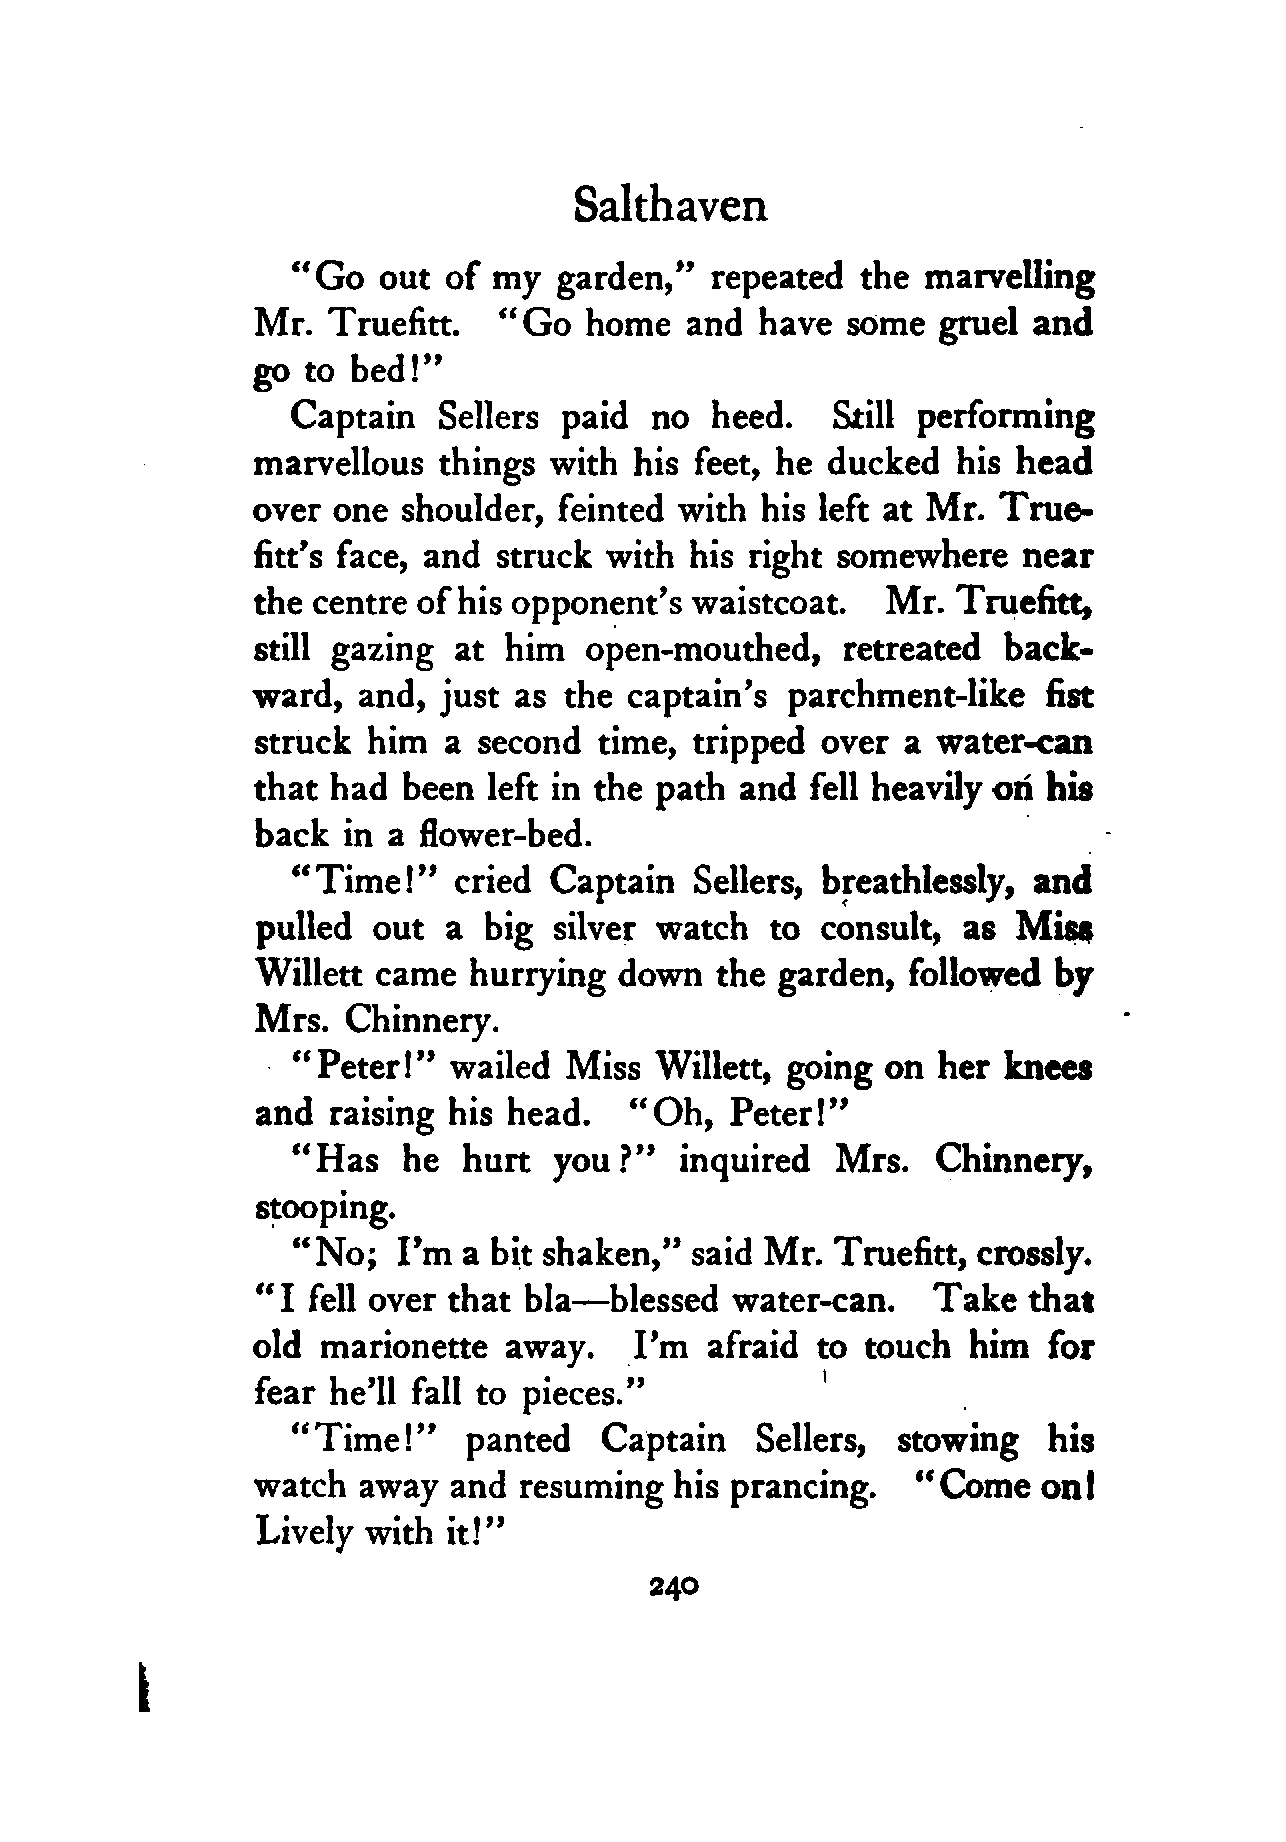 Salthaven
"Go out of my garden," repeated the marvelling
Mr. Truefitt. "Go home and have some gruel and
go to bed!"
Captain Sellers paid no heed. Still performing
marvellous things with his feet, he ducked his head
over one shoulder, feinted with his left at Mr. True-
fitt's face, and struck with his right somewhere near
the centre of his opponent's waistcoat. Mr. Truefitt,
still gazing at him open-mouthed, retreated back-
ward, and, just as the captain's parchment-like fist
struck him a second time, tripped over a water-can
that had been left in the path and fell heavily on his
back in a flower-bed.
"Time!" cried Captain Sellers, breathlessly, and
pulled out a big silver watch to consult, as Miss
Willett came hurrying down the garden, followed by
Mrs. Chinnery.
"Peter!" wailed Miss Willett, going on her knees
and raising his head. "Oh, Peter!"
"Has he hurt you?" inquired Mrs. Chinnery,
stooping.
"No; I'm a bit shaken," said Mr. Truefitt, crossly.
"I fell over that bla—blessed water-can. Take that
old marionette away. I'm afraid to touch him for
fear he'll fall to pieces."
"Time!" panted Captain Sellers, stowing his
watch away and resuming his prancing. "Come on!
Lively with it!"
240